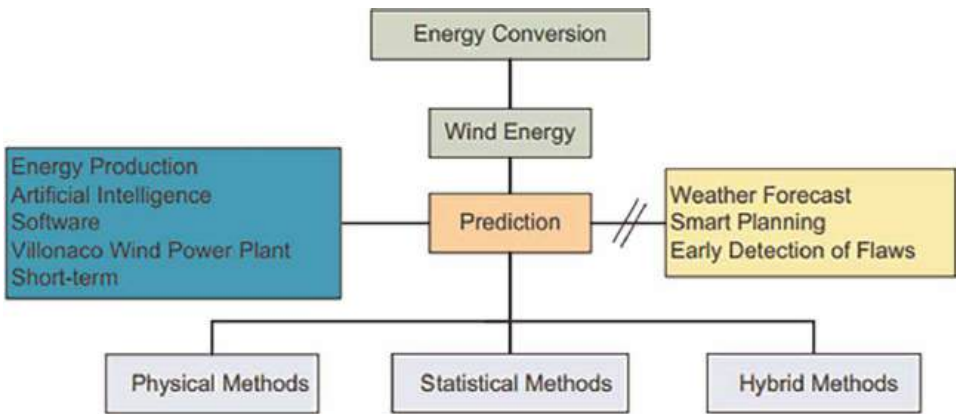 Energy Conversion
Wind Energy
Energy Production
Artificial Intelligence
Software
Villonaco Wind Power Plant
Short-term
Prediction
Weather Forecast
Smart Planning
Early Detection of Flaws
Physical Methods
Statistical Methods
Hybrid Methods